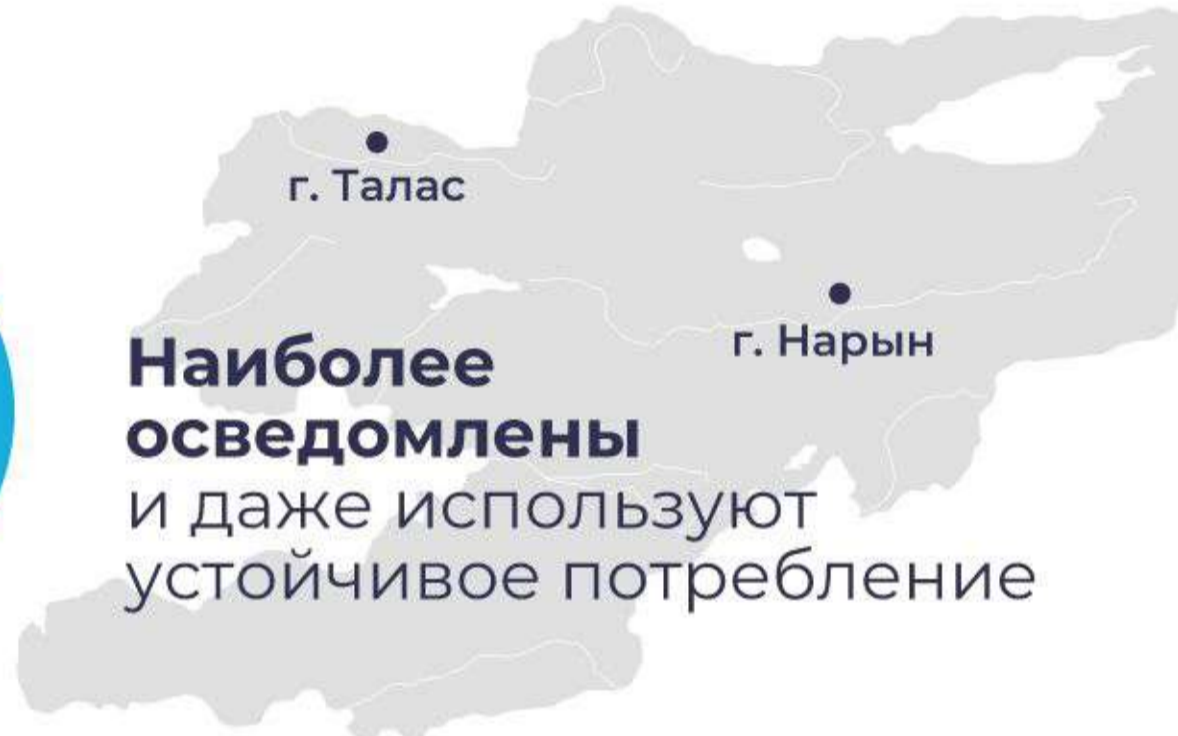 г. Талас
г. Нарын
Наиболее
осведомлены
и даже используют
устойчивое потребление